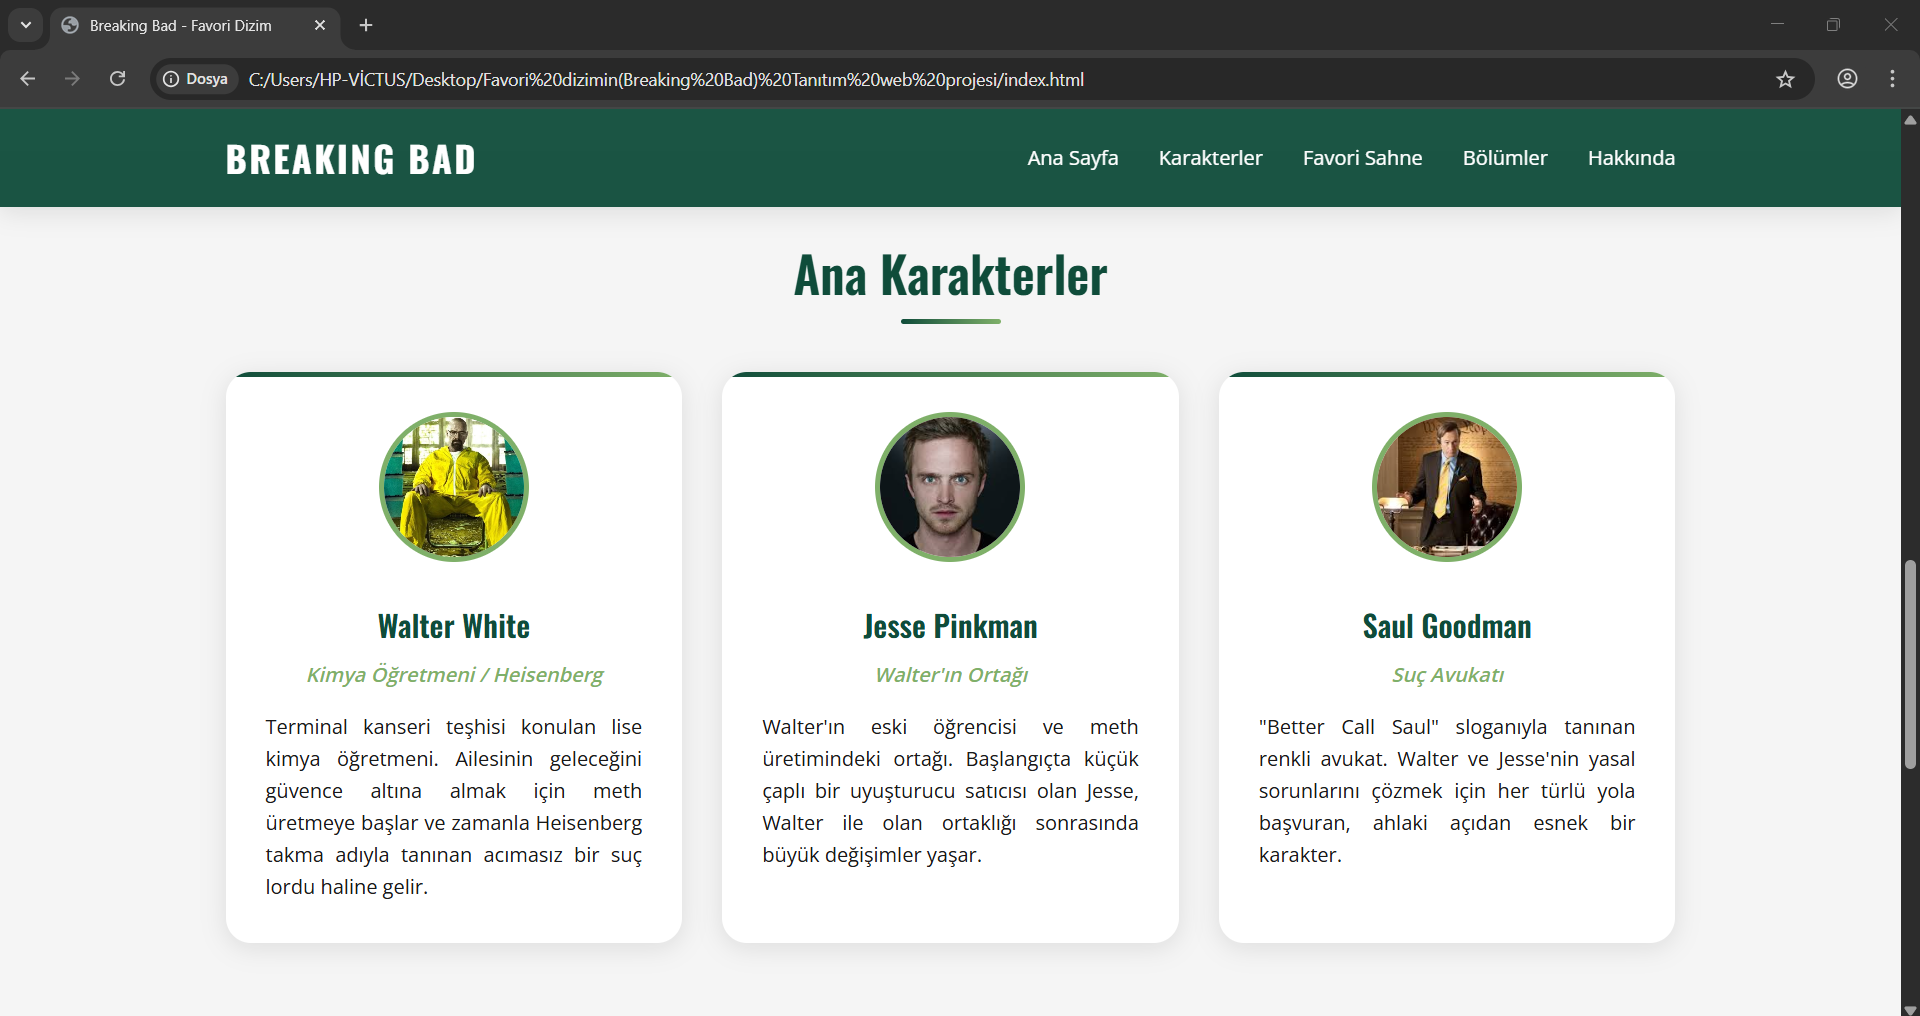 Breaking Bad - Favori Dizim
Dosya
C:/Users/HP-VİCTUS/Desktop/Favori%20dizimin(Breaking%20Bad)%20Tanıtım%20web%20projesi/index.html
BREAKING BAD
Ana Sayfa
Karakterler
Favori Sahne
Bölümler
Hakkında
Ana Karakterler
Walter White
Kimya Öğretmeni / Heisenberg
Terminal kanseri teşhisi konulan lise
kimya öğretmeni. Ailesinin geleceğini
güvence altına almak için meth
üretmeye başlar ve zamanla Heisenberg
takma adıyla tanınan acımasız bir suç
lordu haline gelir.
Jesse Pinkman
Walter'ın Ortağı
Walter'ın eski öğrencisi ve meth
üretimindeki ortağı. Başlangıçta küçük
çaplı bir uyuşturucu satıcısı olan Jesse,
Walter ile olan ortaklığı sonrasında
büyük değişimler yaşar.
Saul Goodman
Suç Avukatı
"Better Call Saul" sloganıyla tanınan
renkli avukat. Walter ve Jesse'nin yasal
sorunlarını çözmek için her türlü yola
başvuran, ahlaki açıdan esnek bir
karakter.